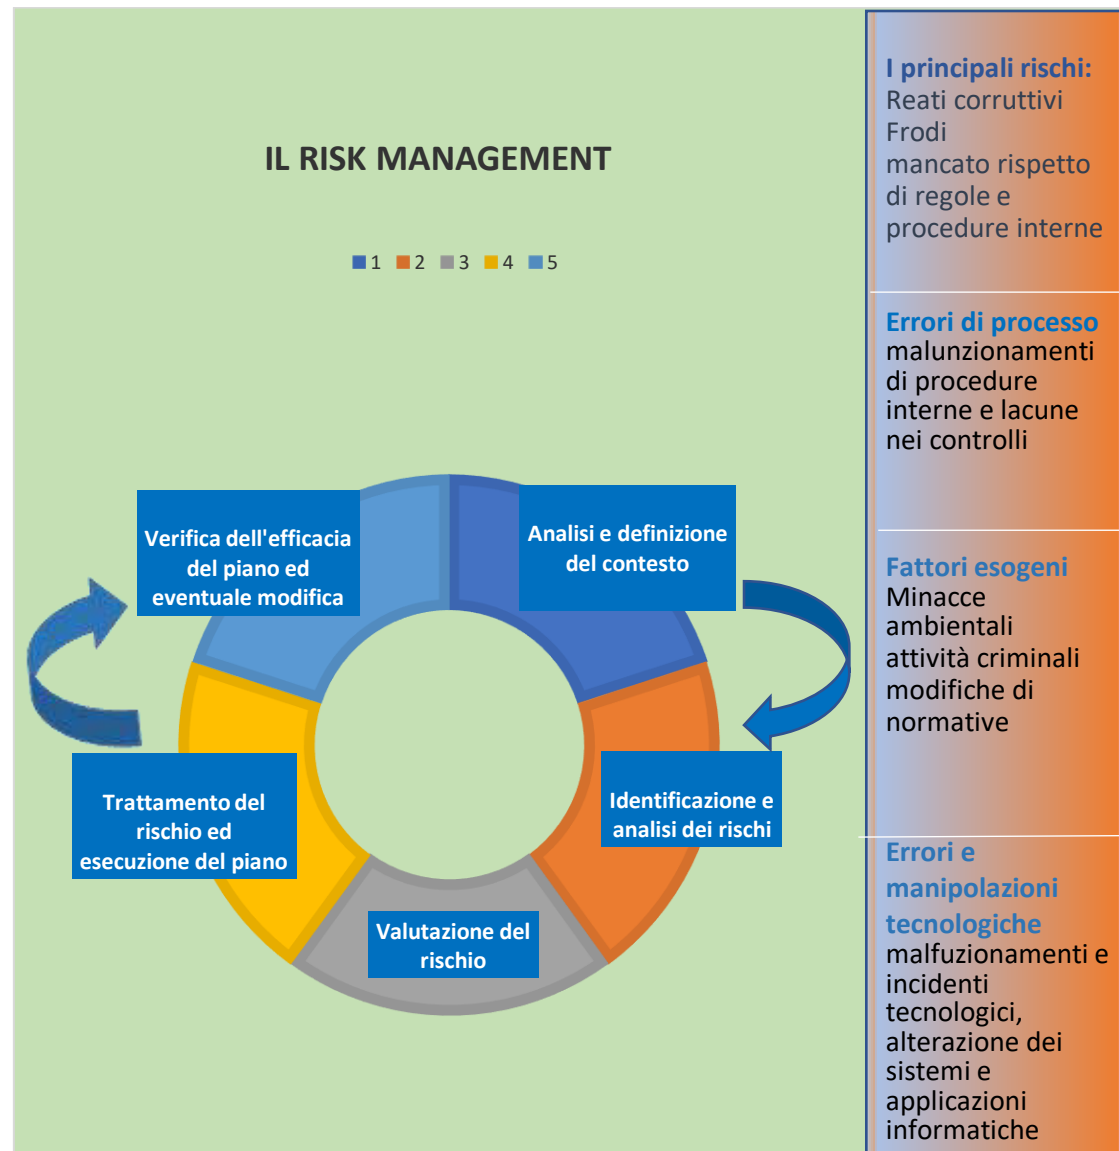 IL RISK MANAGEMENT
1 2 3 4 5
Verifica dell'efficacia
del piano ed
eventuale modifica
Analisi e definizione
del contesto
Trattamento del
rischio ed
esecuzione del piano
Identificazione e
analisi dei rischi
Valutazione del
rischio
I principali rischi:
Reati corruttivi
Frodi
mancato rispetto
di regole e
procedure interne
Errori di processo
malunzionamenti
di procedure
interne e lacune
nei controlli
Fattori esogeni
Minacce
ambientali
attività criminali
modifiche di
normative
Errori e
manipolazioni
tecnologiche
malfuzionamenti e
incidenti
tecnologici,
alterazione dei
sistemi e
applicazioni
informatiche